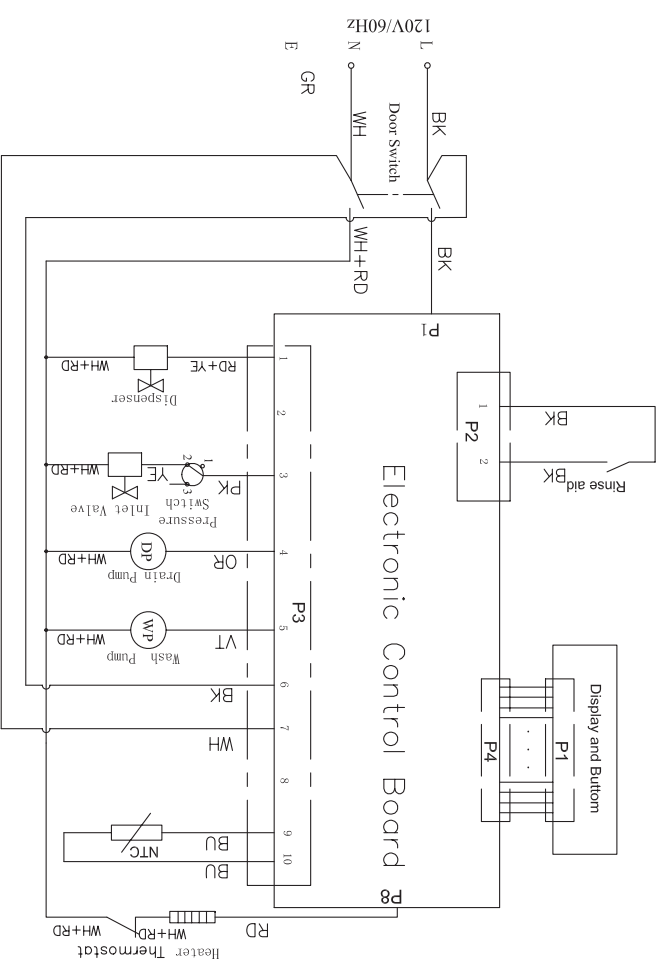 120V/60Hz
L
N
E
GR
BK
WH
Door Switch
BK
WH+RD
P1
P2
1
2
BK
BK
Rinse aid
Electronic Control Board
Display and Buttom
P1
. . .
P4
P3
1
2
3
4
5
6
7
8
9
10
RD+YE
WH+RD
Dispenser
PK
Pressure
Switch
1
2
3
YE
WH+RD
Inlet Valve
OR
DP
WH+RD
Drain Pump
VT
WP
WH+RD
Wash
Pump
BK
WH
BU
BU
NTC
P8
RD
Heater
WH+RD
Thermostat
WH+RD